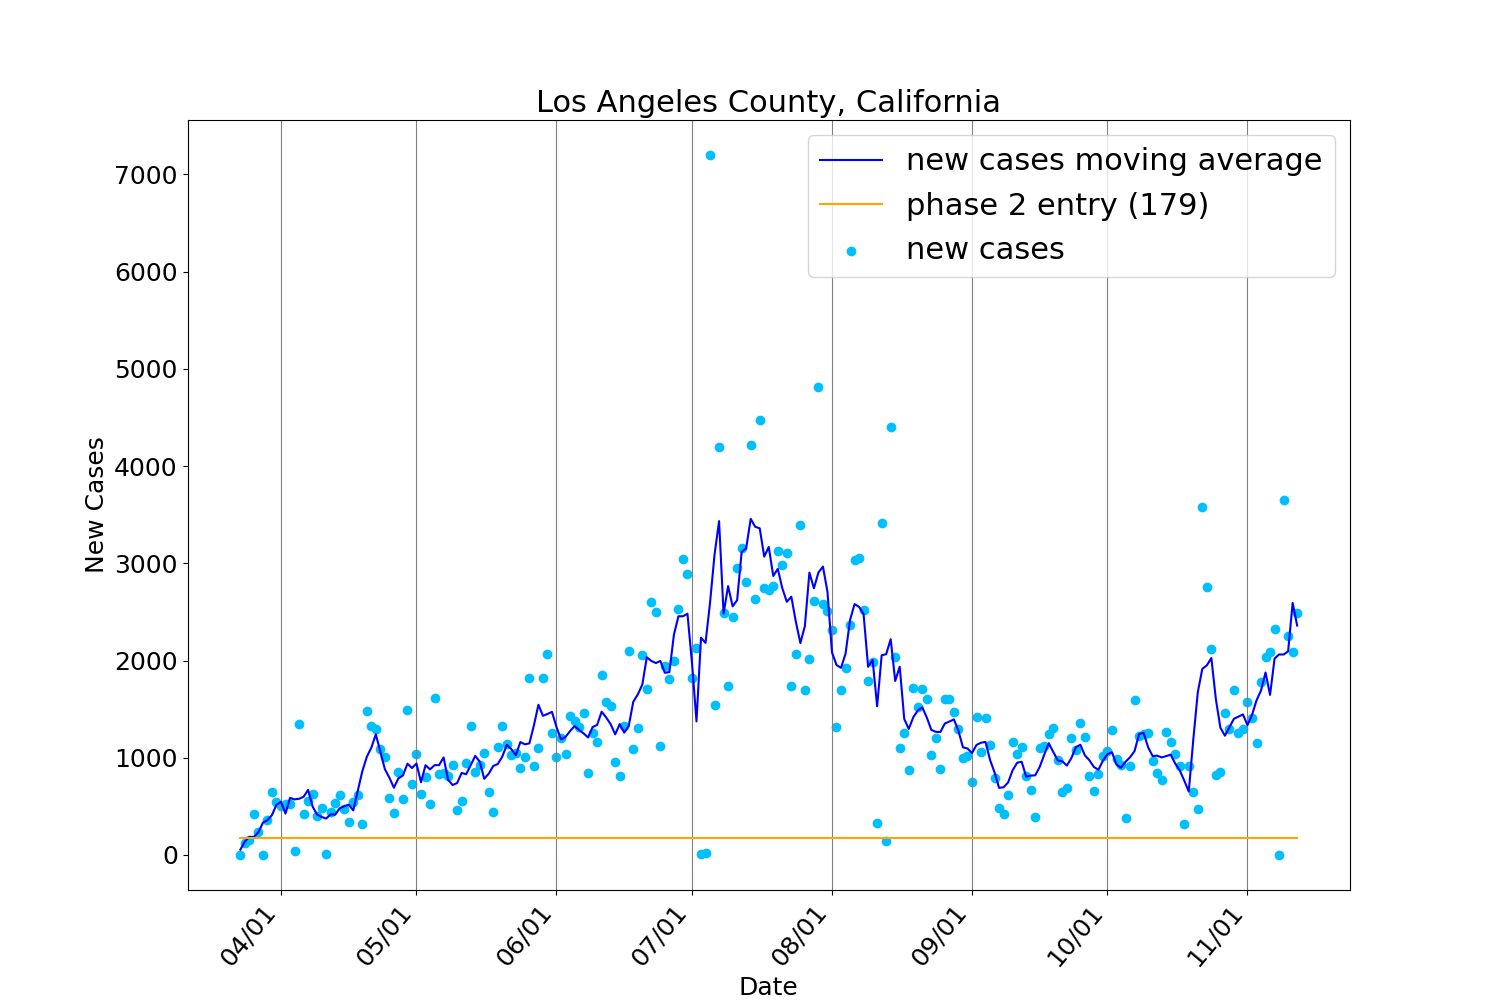 Los Angeles County, California
new cases moving average
phase 2 entry (179)
new cases
7000
6000
5000
4000
3000
2000
1000
0
New Cases
04/01
05/01
06/01
07/01
08/01
09/01
10/01
11/01
Date